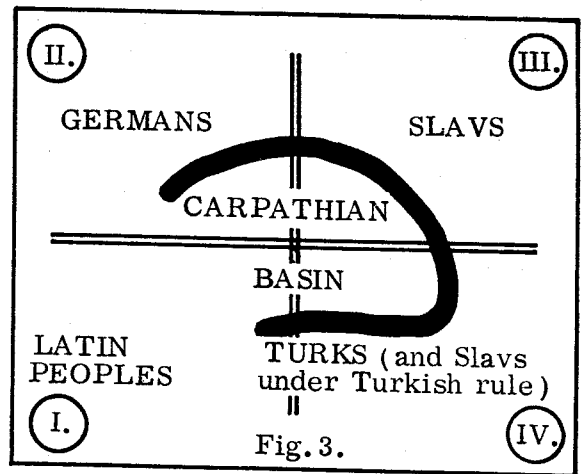 II.
III.
GERMANS
SLAVS
CARPATHIAN
BASIN
LATIN
PEOPLES
TURKS (and Slavs
under Turkish rule)
I.
IV.
Fig. 3.